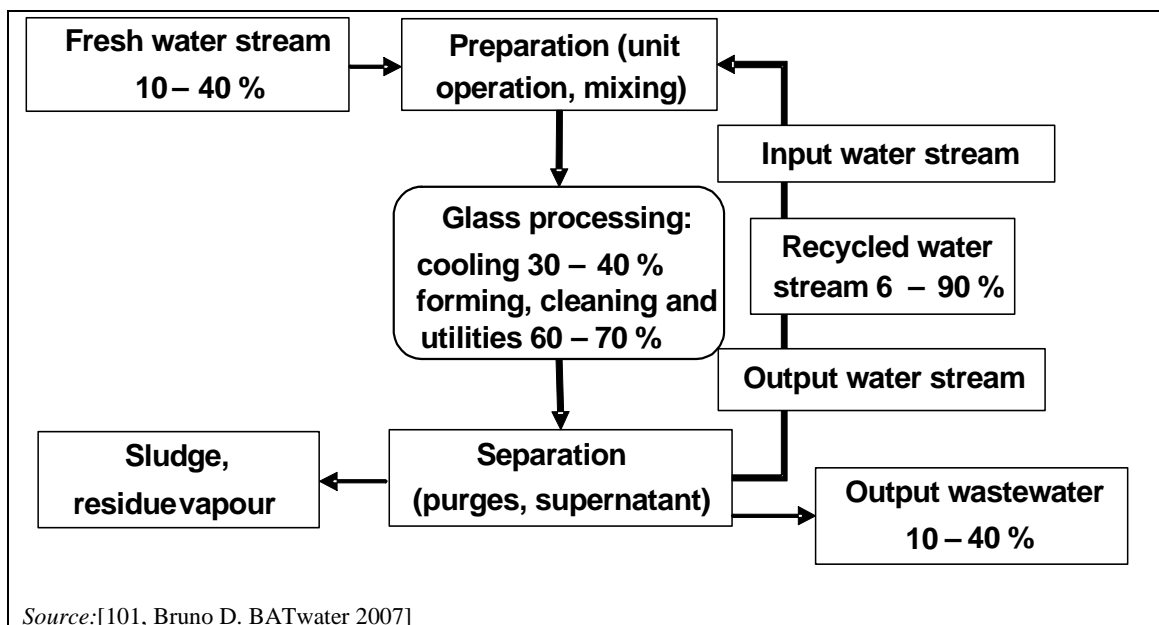 Fresh water stream
10 – 40 %
Preparation (unit
operation, mixing)
Input water stream
Glass processing:
cooling 30 – 40 %
forming, cleaning and
utilities 60 – 70 %
Recycled water
stream 6 – 90 %
Output water stream
Sludge,
residue vapour
Separation
(purges, supernatant)
Output wastewater
10 – 40 %
Source:[101, Bruno D. BATwater 2007]